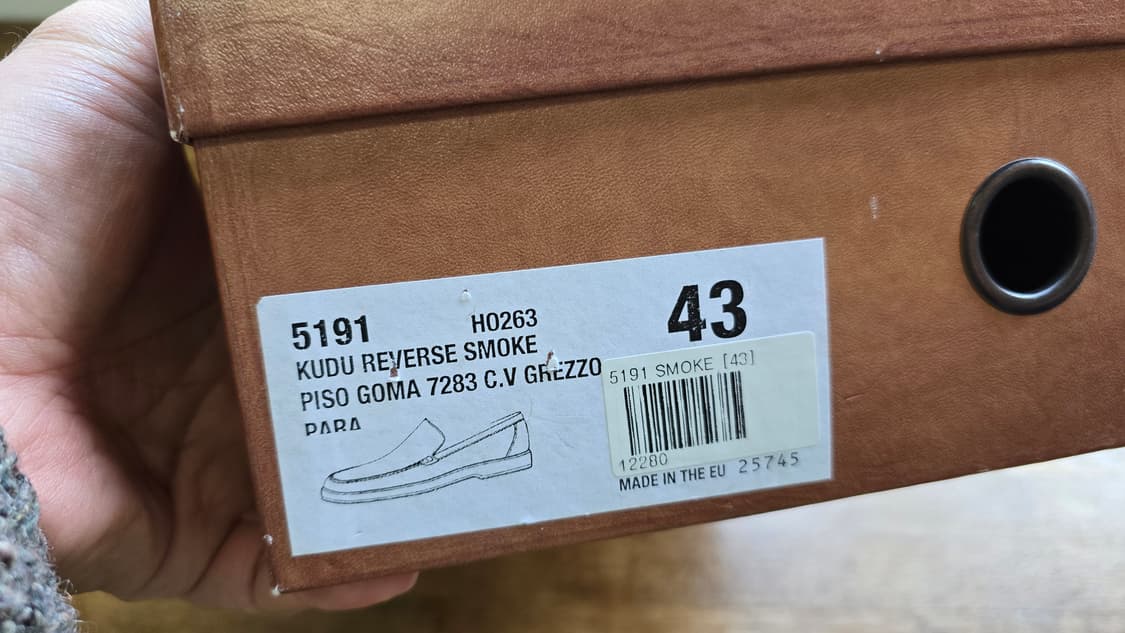 5191 HO263 43
KUDU REVERSE SMOKE
PISO GOMA 7283 C.V GREZZO
PARA
5191 SMOKE [43]
12280
MADE IN THE EU 25745